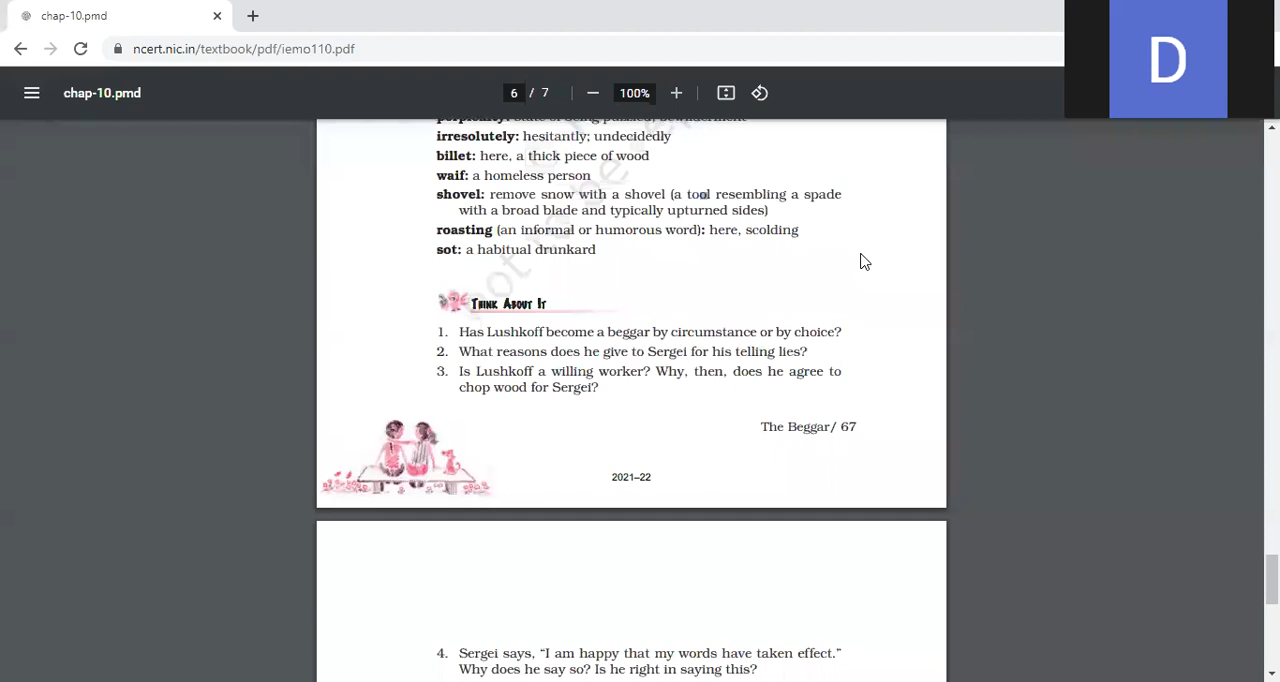 chap-10.pmd
ncert.nic.in/textbook/pdf/iemo110.pdf
D
chap-10.pmd
6 / 7
100%
irresolutely: hesitantly; undecidedly
billet: here, a thick piece of wood
waif: a homeless person
shovel: remove snow with a shovel (a tool resembling a spade
with a broad blade and typically upturned sides)
roasting (an informal or humorous word): here, scolding
sot: a habitual drunkard
not to be
THINK ABOUT IT
1. Has Lushkoff become a beggar by circumstance or by choice?
2. What reasons does he give to Sergei for his telling lies?
3. Is Lushkoff a willing worker? Why, then, does he agree to
chop wood for Sergei?
The Beggar/ 67
2021–22
4. Sergei says, “I am happy that my words have taken effect.”
Why does he say so? Is he right in saying this?